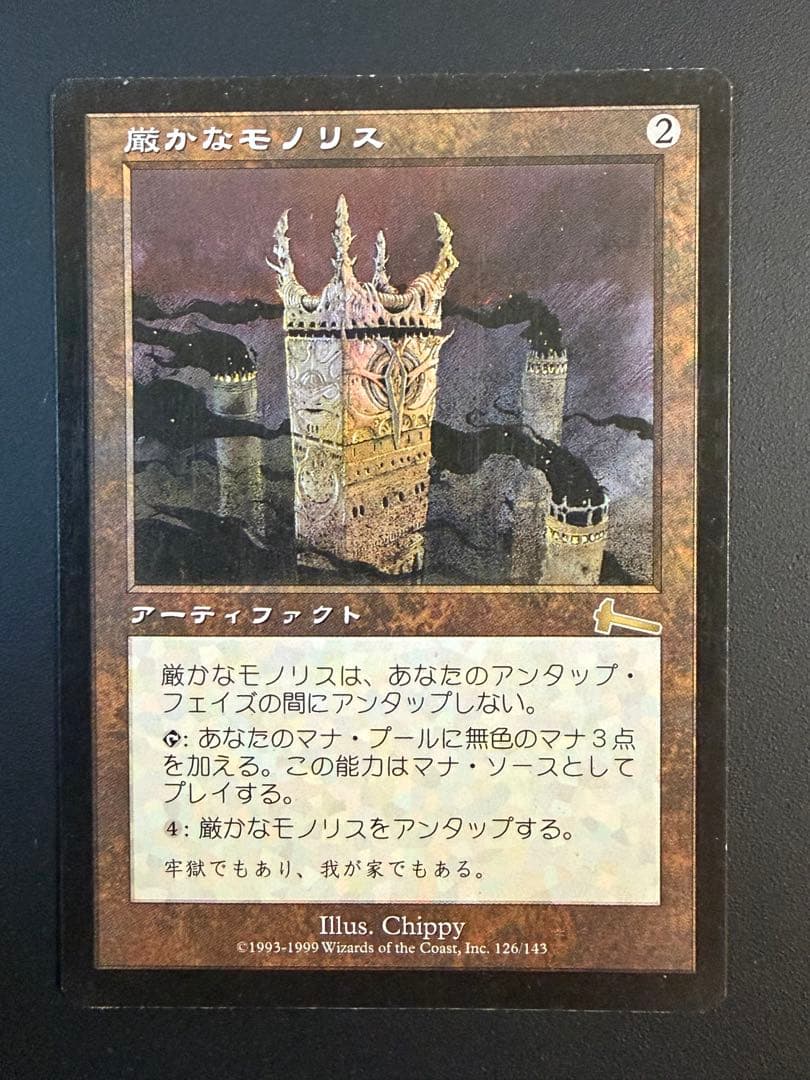 厳かなモノリス
2
アーティファクト
厳かなモノリスは、あなたのアンタップ・
フェイズの間にアンタップしない。
: あなたのマナ・プールに無色のマナ3点
を加える。この能力はマナ・ソースとして
プレイする。
4: 厳かなモノリスをアンタップする。
牢獄でもあり、我が家でもある。
Illus. Chippy
©1993-1999 Wizards of the Coast, Inc. 126/143